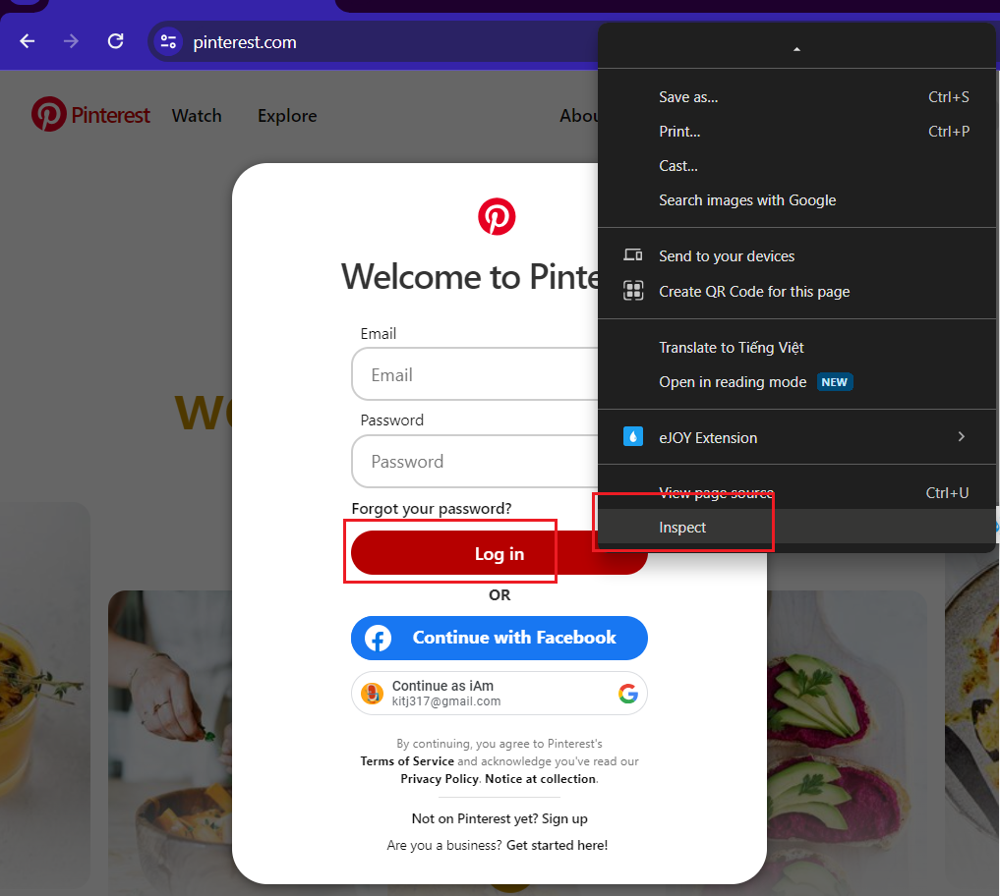 pinterest.com
Pinterest
Watch
Explore
Abou
Save as... Ctrl+S
Print... Ctrl+P
Cast...
Search images with Google
Send to your devices
Create QR Code for this page
Translate to Tiếng Việt
Open in reading mode NEW
eJOY Extension
View page source Ctrl+U
Inspect
Welcome to Pinte
Email
Email
Password
Password
Forgot your password?
Log in
OR
Continue with Facebook
Continue as iAm
kitj317@gmail.com
By continuing, you agree to Pinterest's
Terms of Service and acknowledge you've read our
Privacy Policy. Notice at collection.
Not on Pinterest yet? Sign up
Are you a business? Get started here!